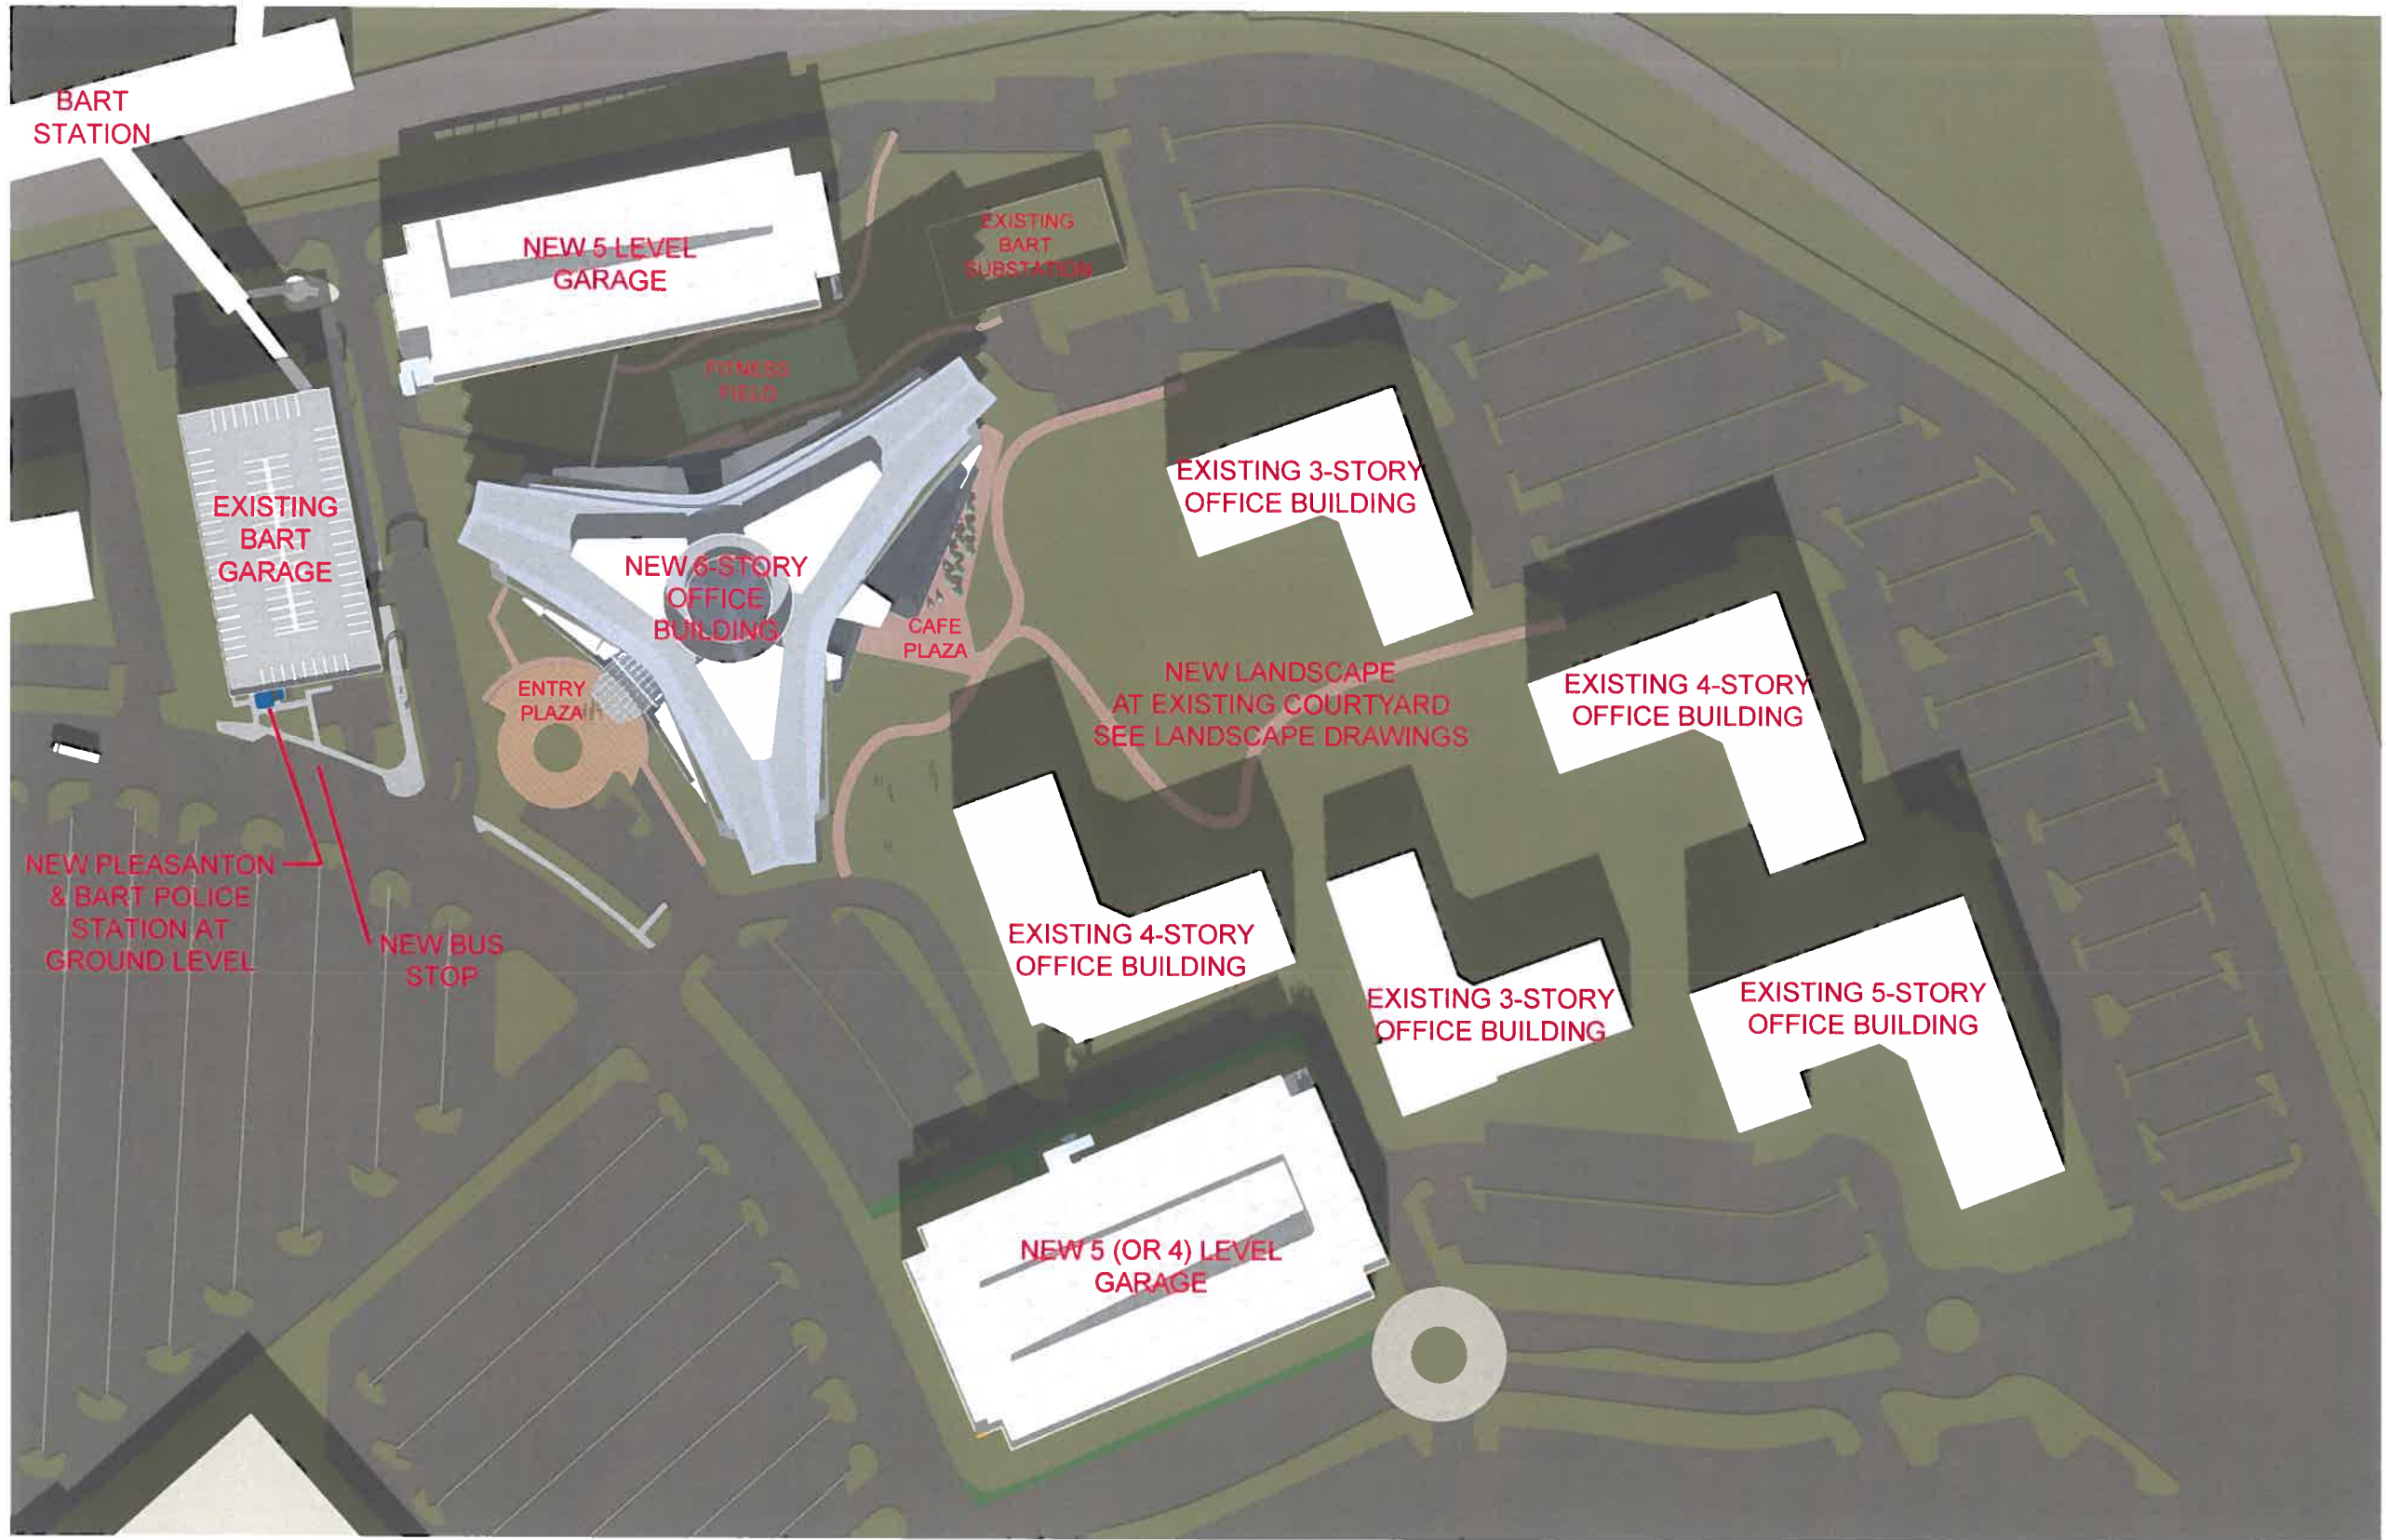 BART
STATION
NEW 5 LEVEL
GARAGE
EXISTING
BART
SUBSTATION
FITNESS
FIELD
EXISTING
BART
GARAGE
NEW 6-STORY
OFFICE
BUILDING
EXISTING 3-STORY
OFFICE BUILDING
CAFE
PLAZA
ENTRY
PLAZA
NEW LANDSCAPE
AT EXISTING COURTYARD
SEE LANDSCAPE DRAWINGS
EXISTING 4-STORY
OFFICE BUILDING
NEW PLEASANTON
& BART POLICE
STATION AT
GROUND LEVEL
NEW BUS
STOP
EXISTING 4-STORY
OFFICE BUILDING
EXISTING 3-STORY
OFFICE BUILDING
EXISTING 5-STORY
OFFICE BUILDING
NEW 5 (OR 4) LEVEL
GARAGE